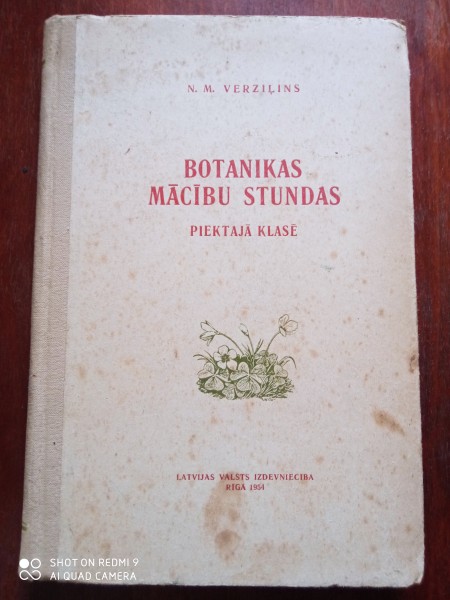 N. M. VERZIĻINS
BOTANIKAS
MĀCĪBU STUNDAS
PIEKTAJĀ KLASĒ
LATVIJAS VALSTS IZDEVNIECĪBA
RĪGĀ 1954
SHOT ON REDMI 9
AI QUAD CAMERA